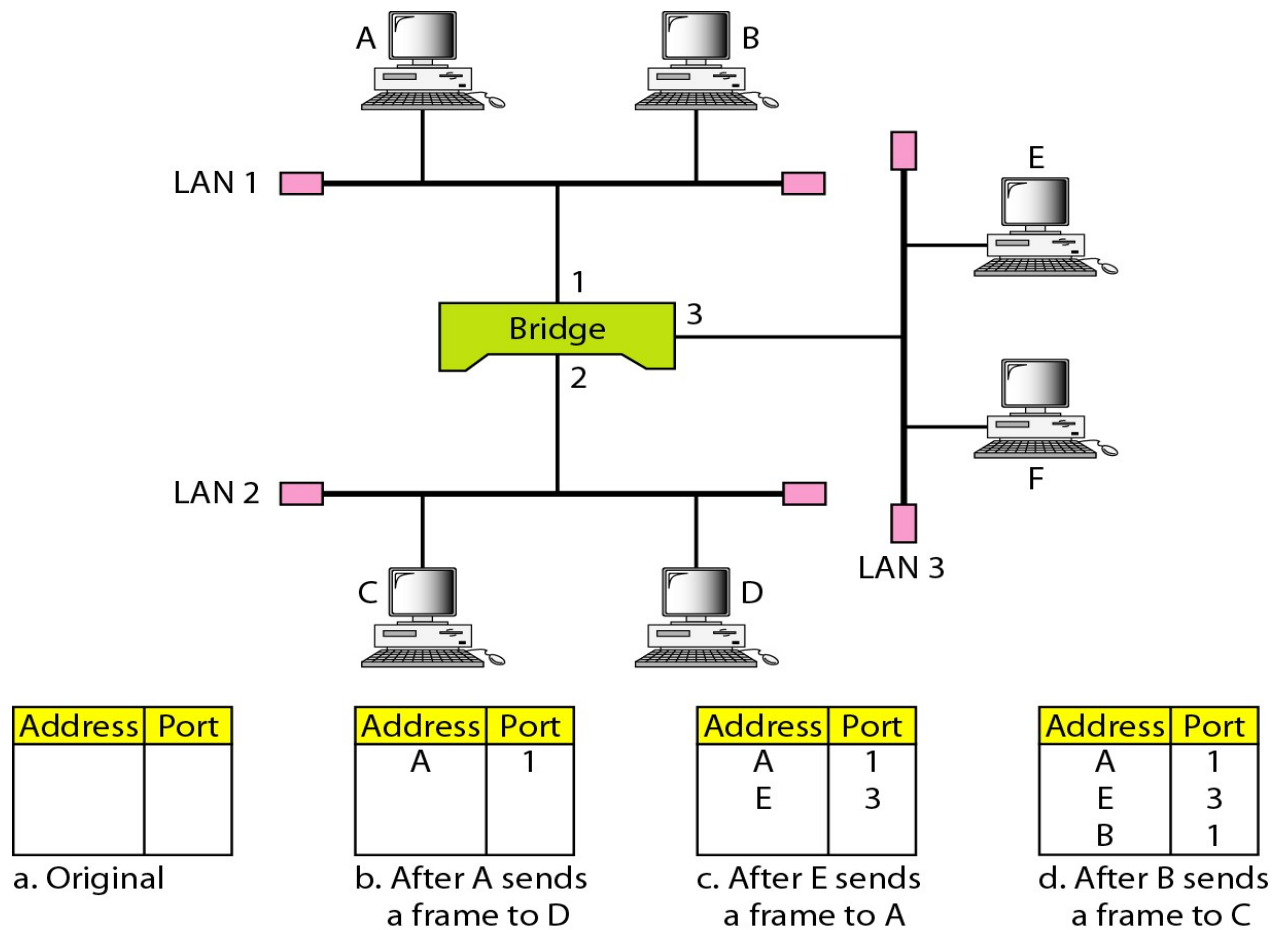 A
B
LAN 1
E
1
Bridge
3
2
F
LAN 2
LAN 3
C
D
Address Port
a. Original
Address Port
A 1
b. After A sends
a frame to D
Address Port
A 1
E 3
c. After E sends
a frame to A
Address Port
A 1
E 3
B 1
d. After B sends
a frame to C